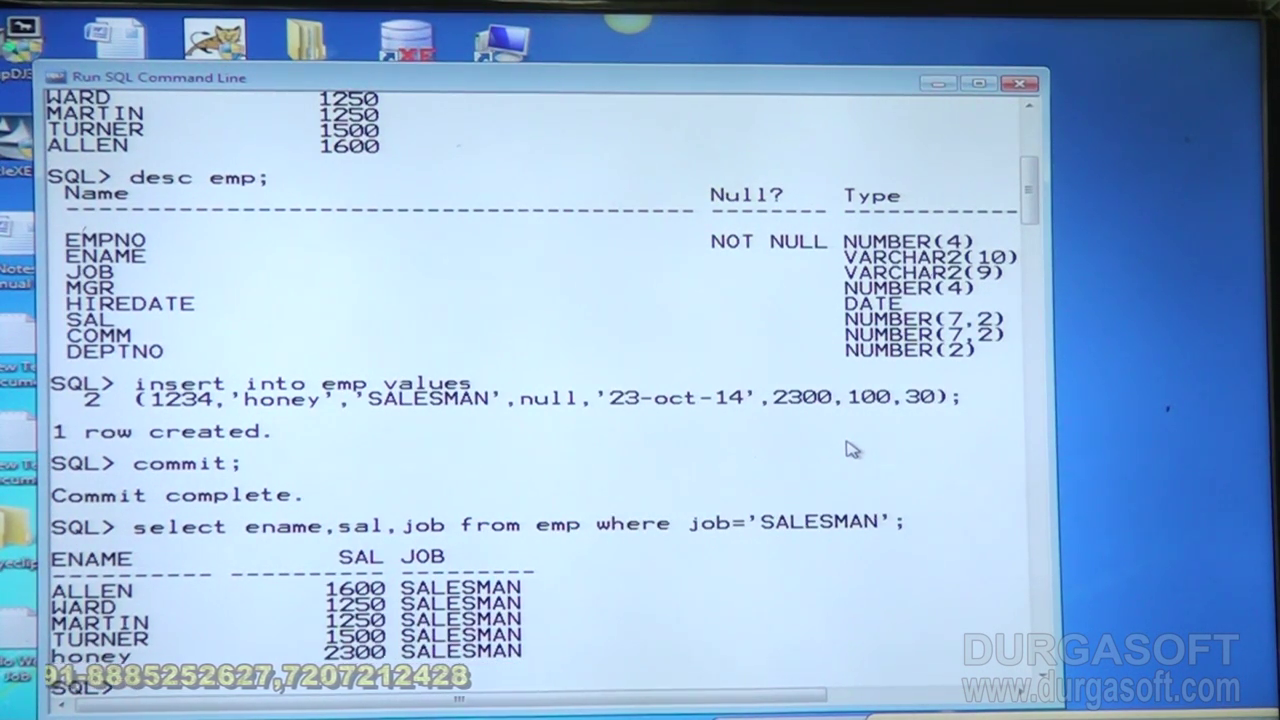 Run SQL Command Line
WARD 1250
MARTIN 1250
TURNER 1500
ALLEN 1600
SQL> desc emp;
Name Null? Type
EMPNO NOT NULL NUMBER(4)
ENAME VARCHAR2(10)
JOB VARCHAR2(9)
MGR NUMBER(4)
HIREDATE DATE
SAL NUMBER(7,2)
COMM NUMBER(7,2)
DEPTNO NUMBER(2)
SQL> insert into emp values
2 (1234,'honey','SALESMAN',null,'23-oct-14',2300,100,30);
1 row created.
SQL> commit;
Commit complete.
SQL> select ename,sal,job from emp where job='SALESMAN';
ENAME SAL JOB
ALLEN 1600 SALESMAN
WARD 1250 SALESMAN
MARTIN 1250 SALESMAN
TURNER 1500 SALESMAN
honey 2300 SALESMAN
SQL>
91-8885252627,7207212428
DURGASOFT
www.durgasoft.com